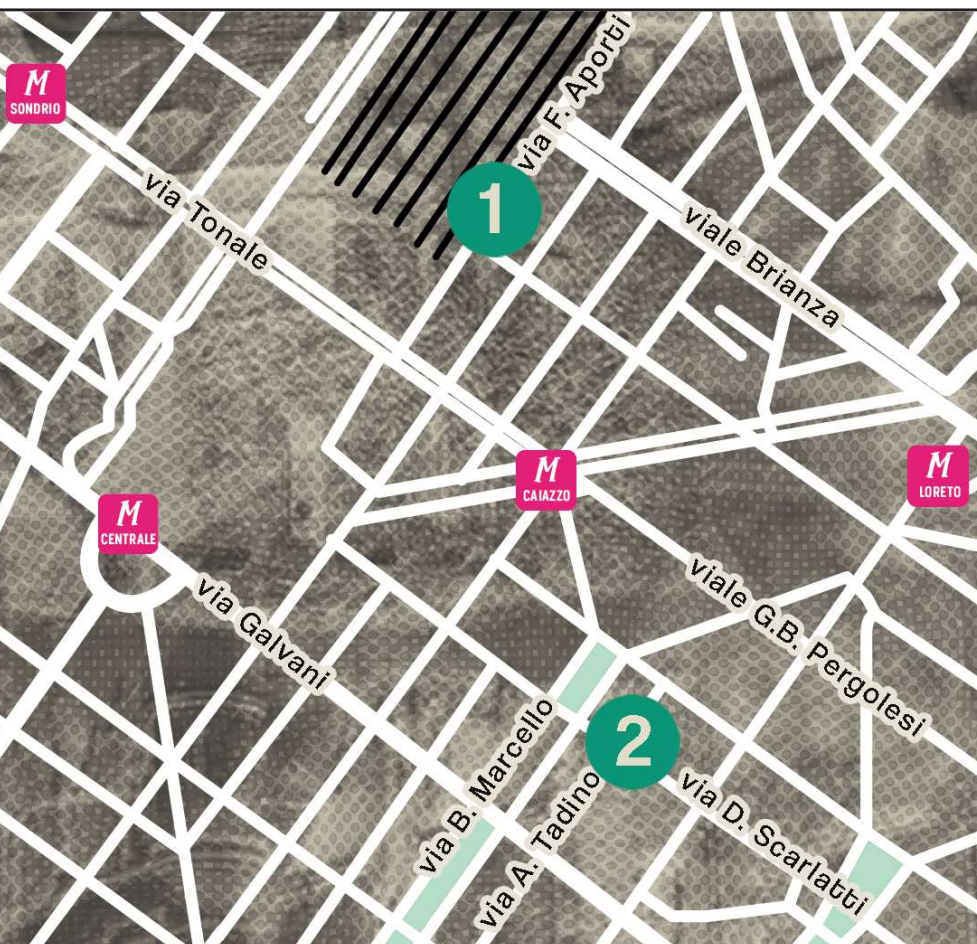 via F. Aporti
M
SONDRIO
1
via Tonale
viale Brianza
M
CAIAZZO
M
LORETO
M
CENTRALE
viale G.B. Pergolesi
via Galvani
2
via B. Marcello
via A. Tadino
via D. Scarlatti